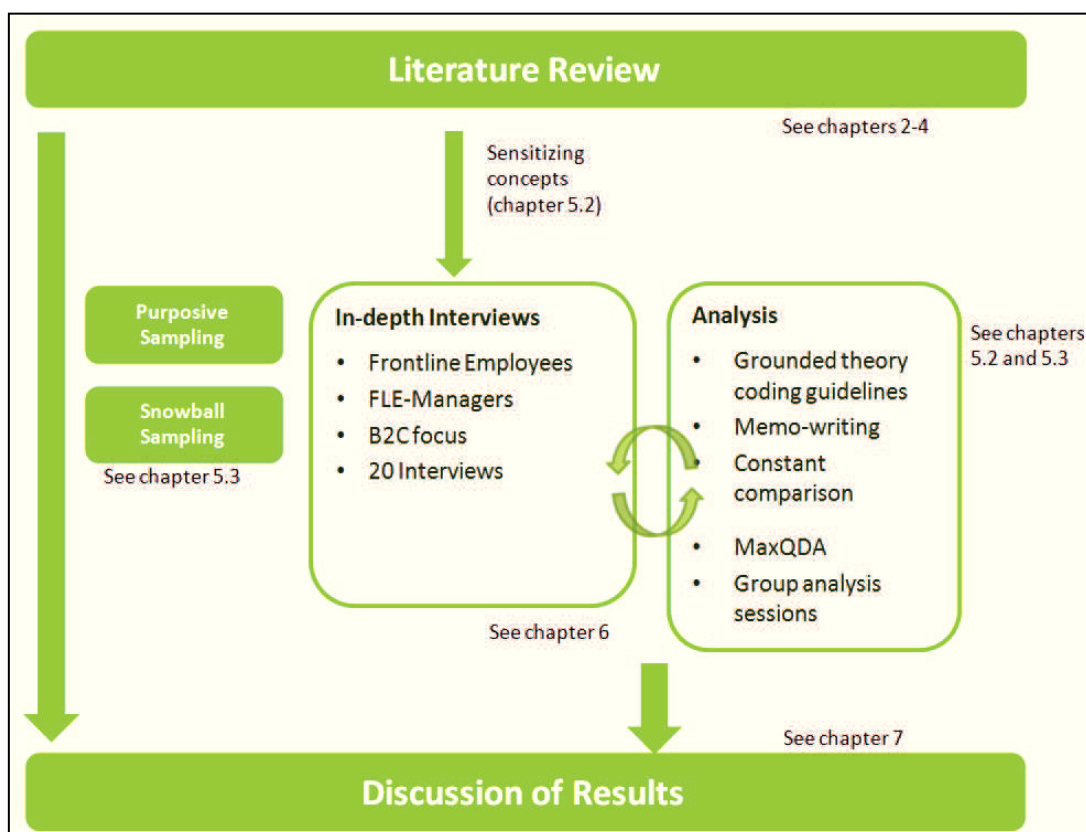 Literature Review
See chapters 2-4
Sensitizing
concepts
(chapter 5.2)
Purposive
Sampling
Snowball
Sampling
See chapter 5.3
In-depth Interviews
• Frontline Employees
• FLE-Managers
• B2C focus
• 20 Interviews
See chapter 6
Analysis
• Grounded theory
coding guidelines
• Memo-writing
• Constant
comparison
• MaxQDA
• Group analysis
sessions
See chapters
5.2 and 5.3
See chapter 7
Discussion of Results